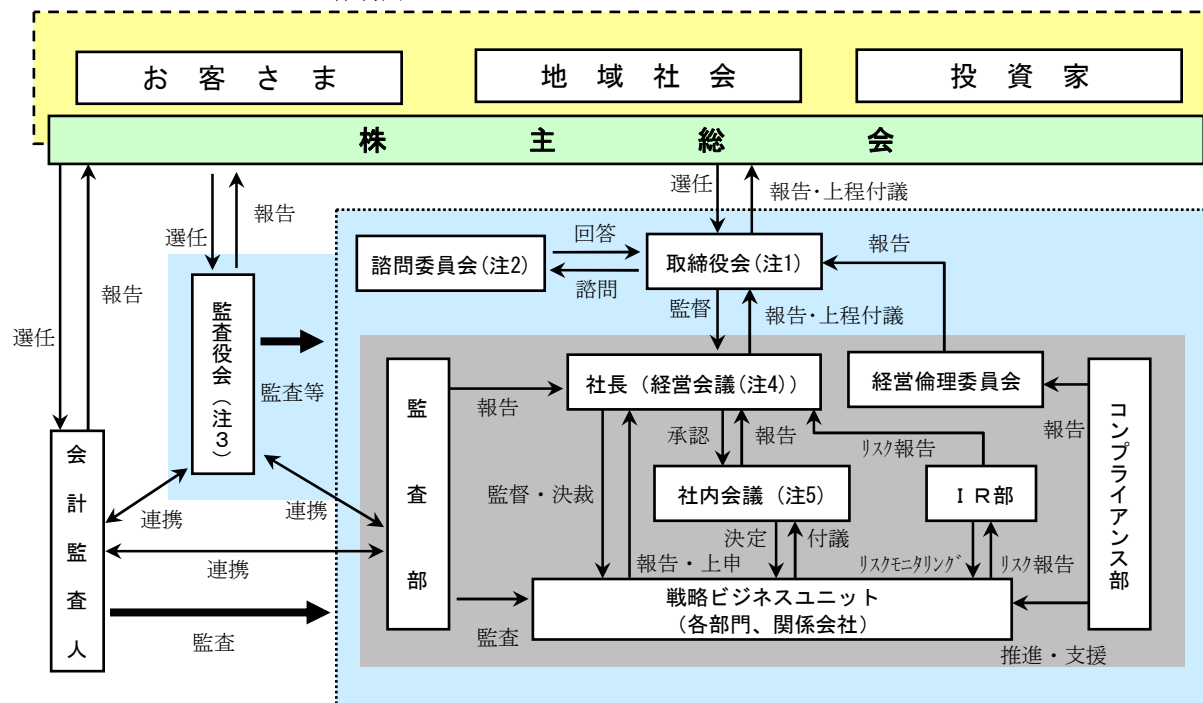 お客さま
地域社会
投資家
株主総会
選任
報告
選任
報告
選任
報告・上程付議
諮問委員会(注2)
回答
諮問
取締役会(注1)
報告
監査役会(注3)
監査等
監督
報告・上程付議
監査部
報告
社長(経営会議(注4))
経営倫理委員会
コンプライアンス部
報告
承認
報告
リスク報告
会計監査人
連携
連携
連携
監督・決裁
社内会議(注5)
IR部
報告・上申
決定
付議
リスクモニタリング
リスク報告
監査
監査
戦略ビジネスユニット
(各部門、関係会社)
推進・支援